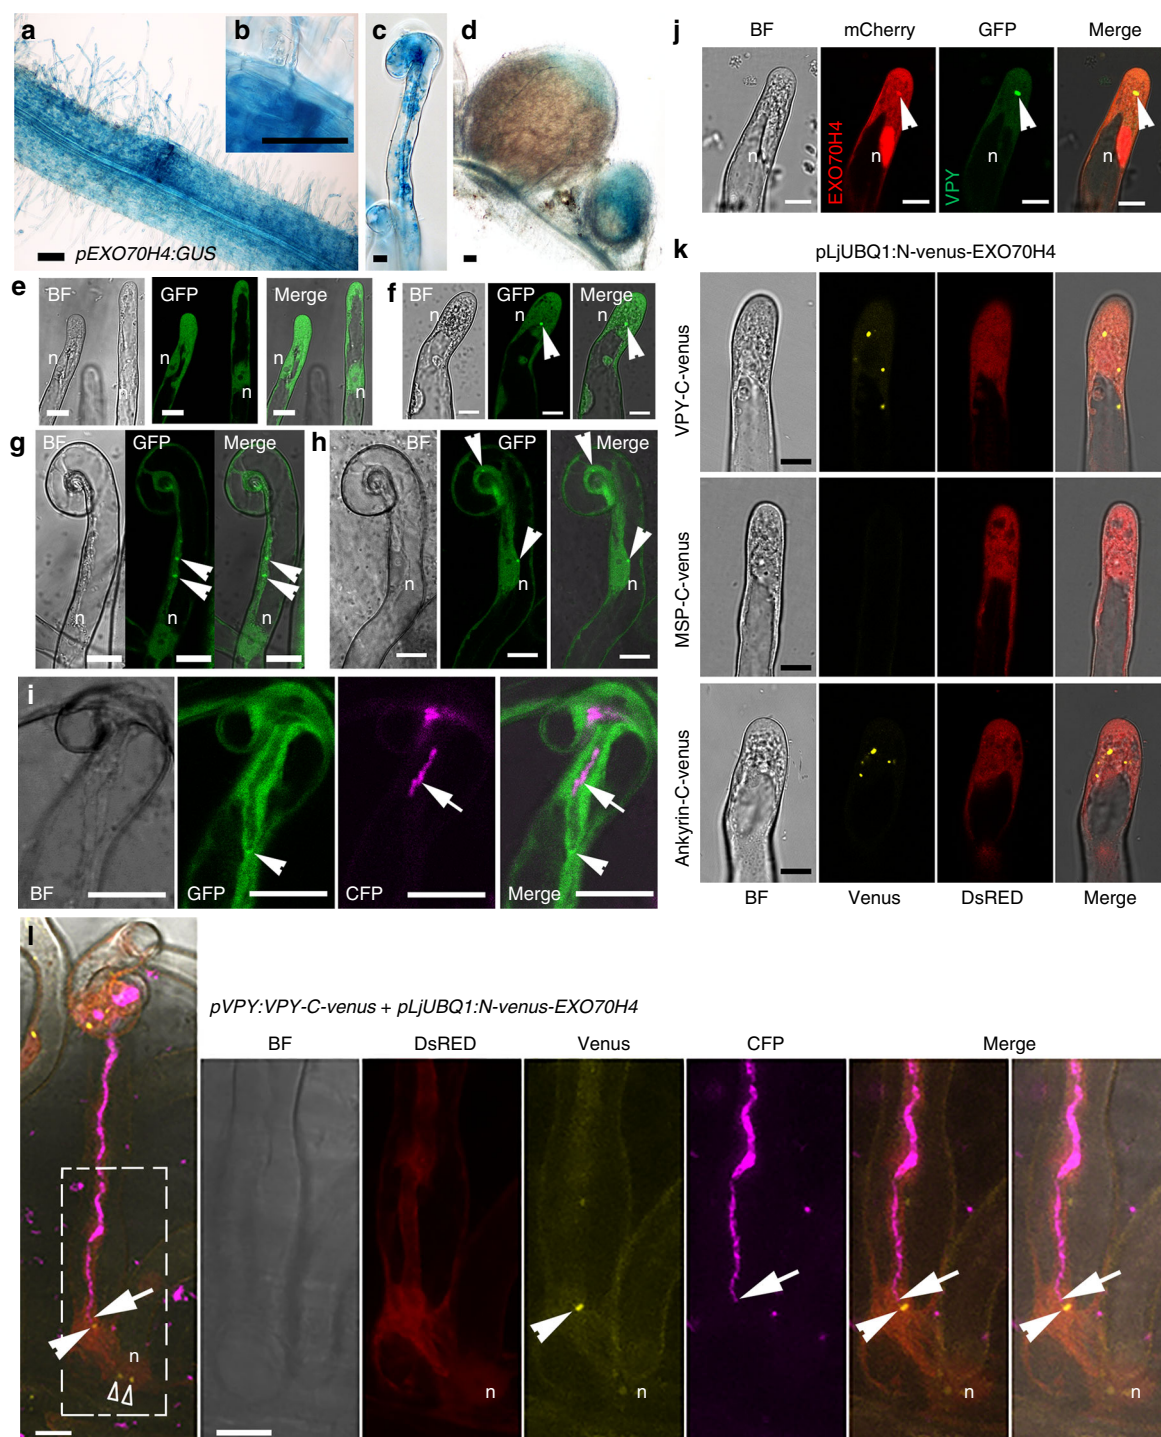 a
b
c
d
pEXO70H4:GUS
j
BF
mCherry
GFP
Merge
EXO70H4
VPY
n
n
n
n
e
BF
GFP
Merge
n
n
n
n
f
BF
GFP
Merge
n
n
n
g
BF
GFP
Merge
n
n
n
h
BF
GFP
Merge
n
n
n
i
BF
GFP
CFP
Merge
k
pLjUBQ1:N-venus-EXO70H4
VPY-C-venus
MSP-C-venus
Ankyrin-C-venus
BF
Venus
DsRED
Merge
l
n
pVPY:VPY-C-venus + pLjUBQ1:N-venus-EXO70H4
BF
DsRED
Venus
CFP
Merge
n
n
n
n